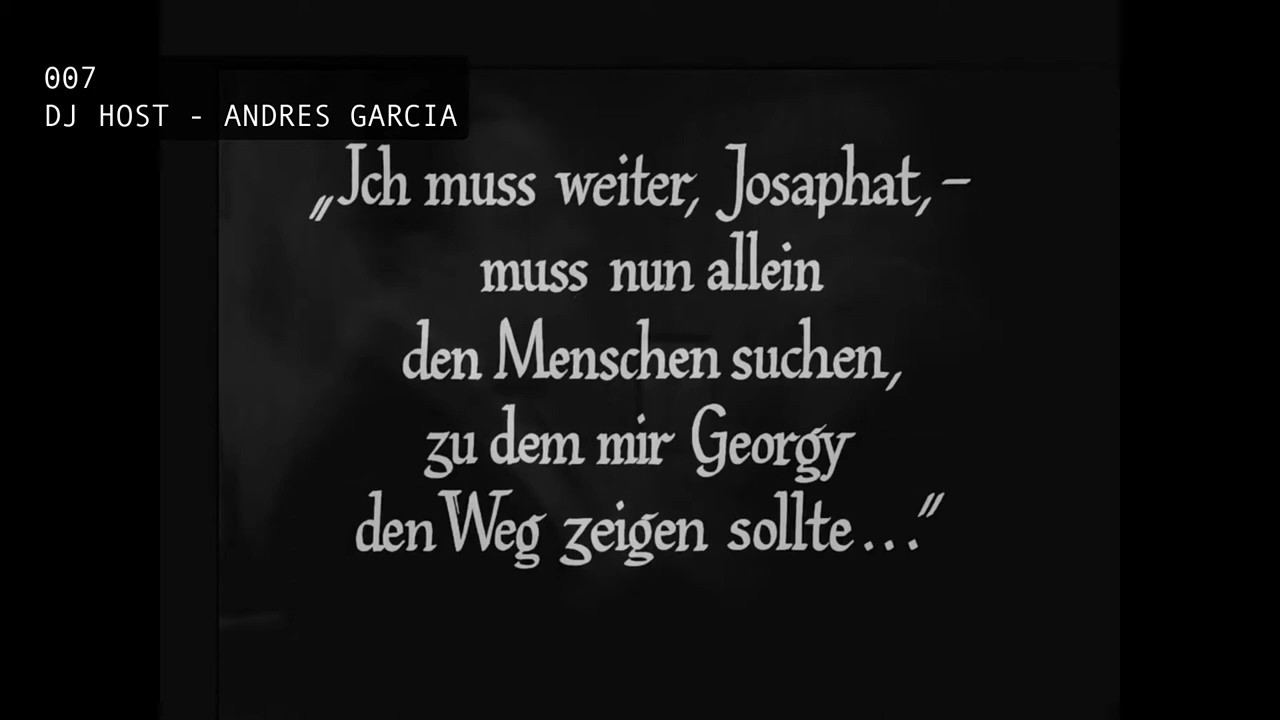 007
DJ HOST - ANDRES GARCIA
„Ich muss weiter, Josaphat,–
muss nun allein
den Menschen suchen,
zu dem mir Georgy
den Weg zeigen sollte...”